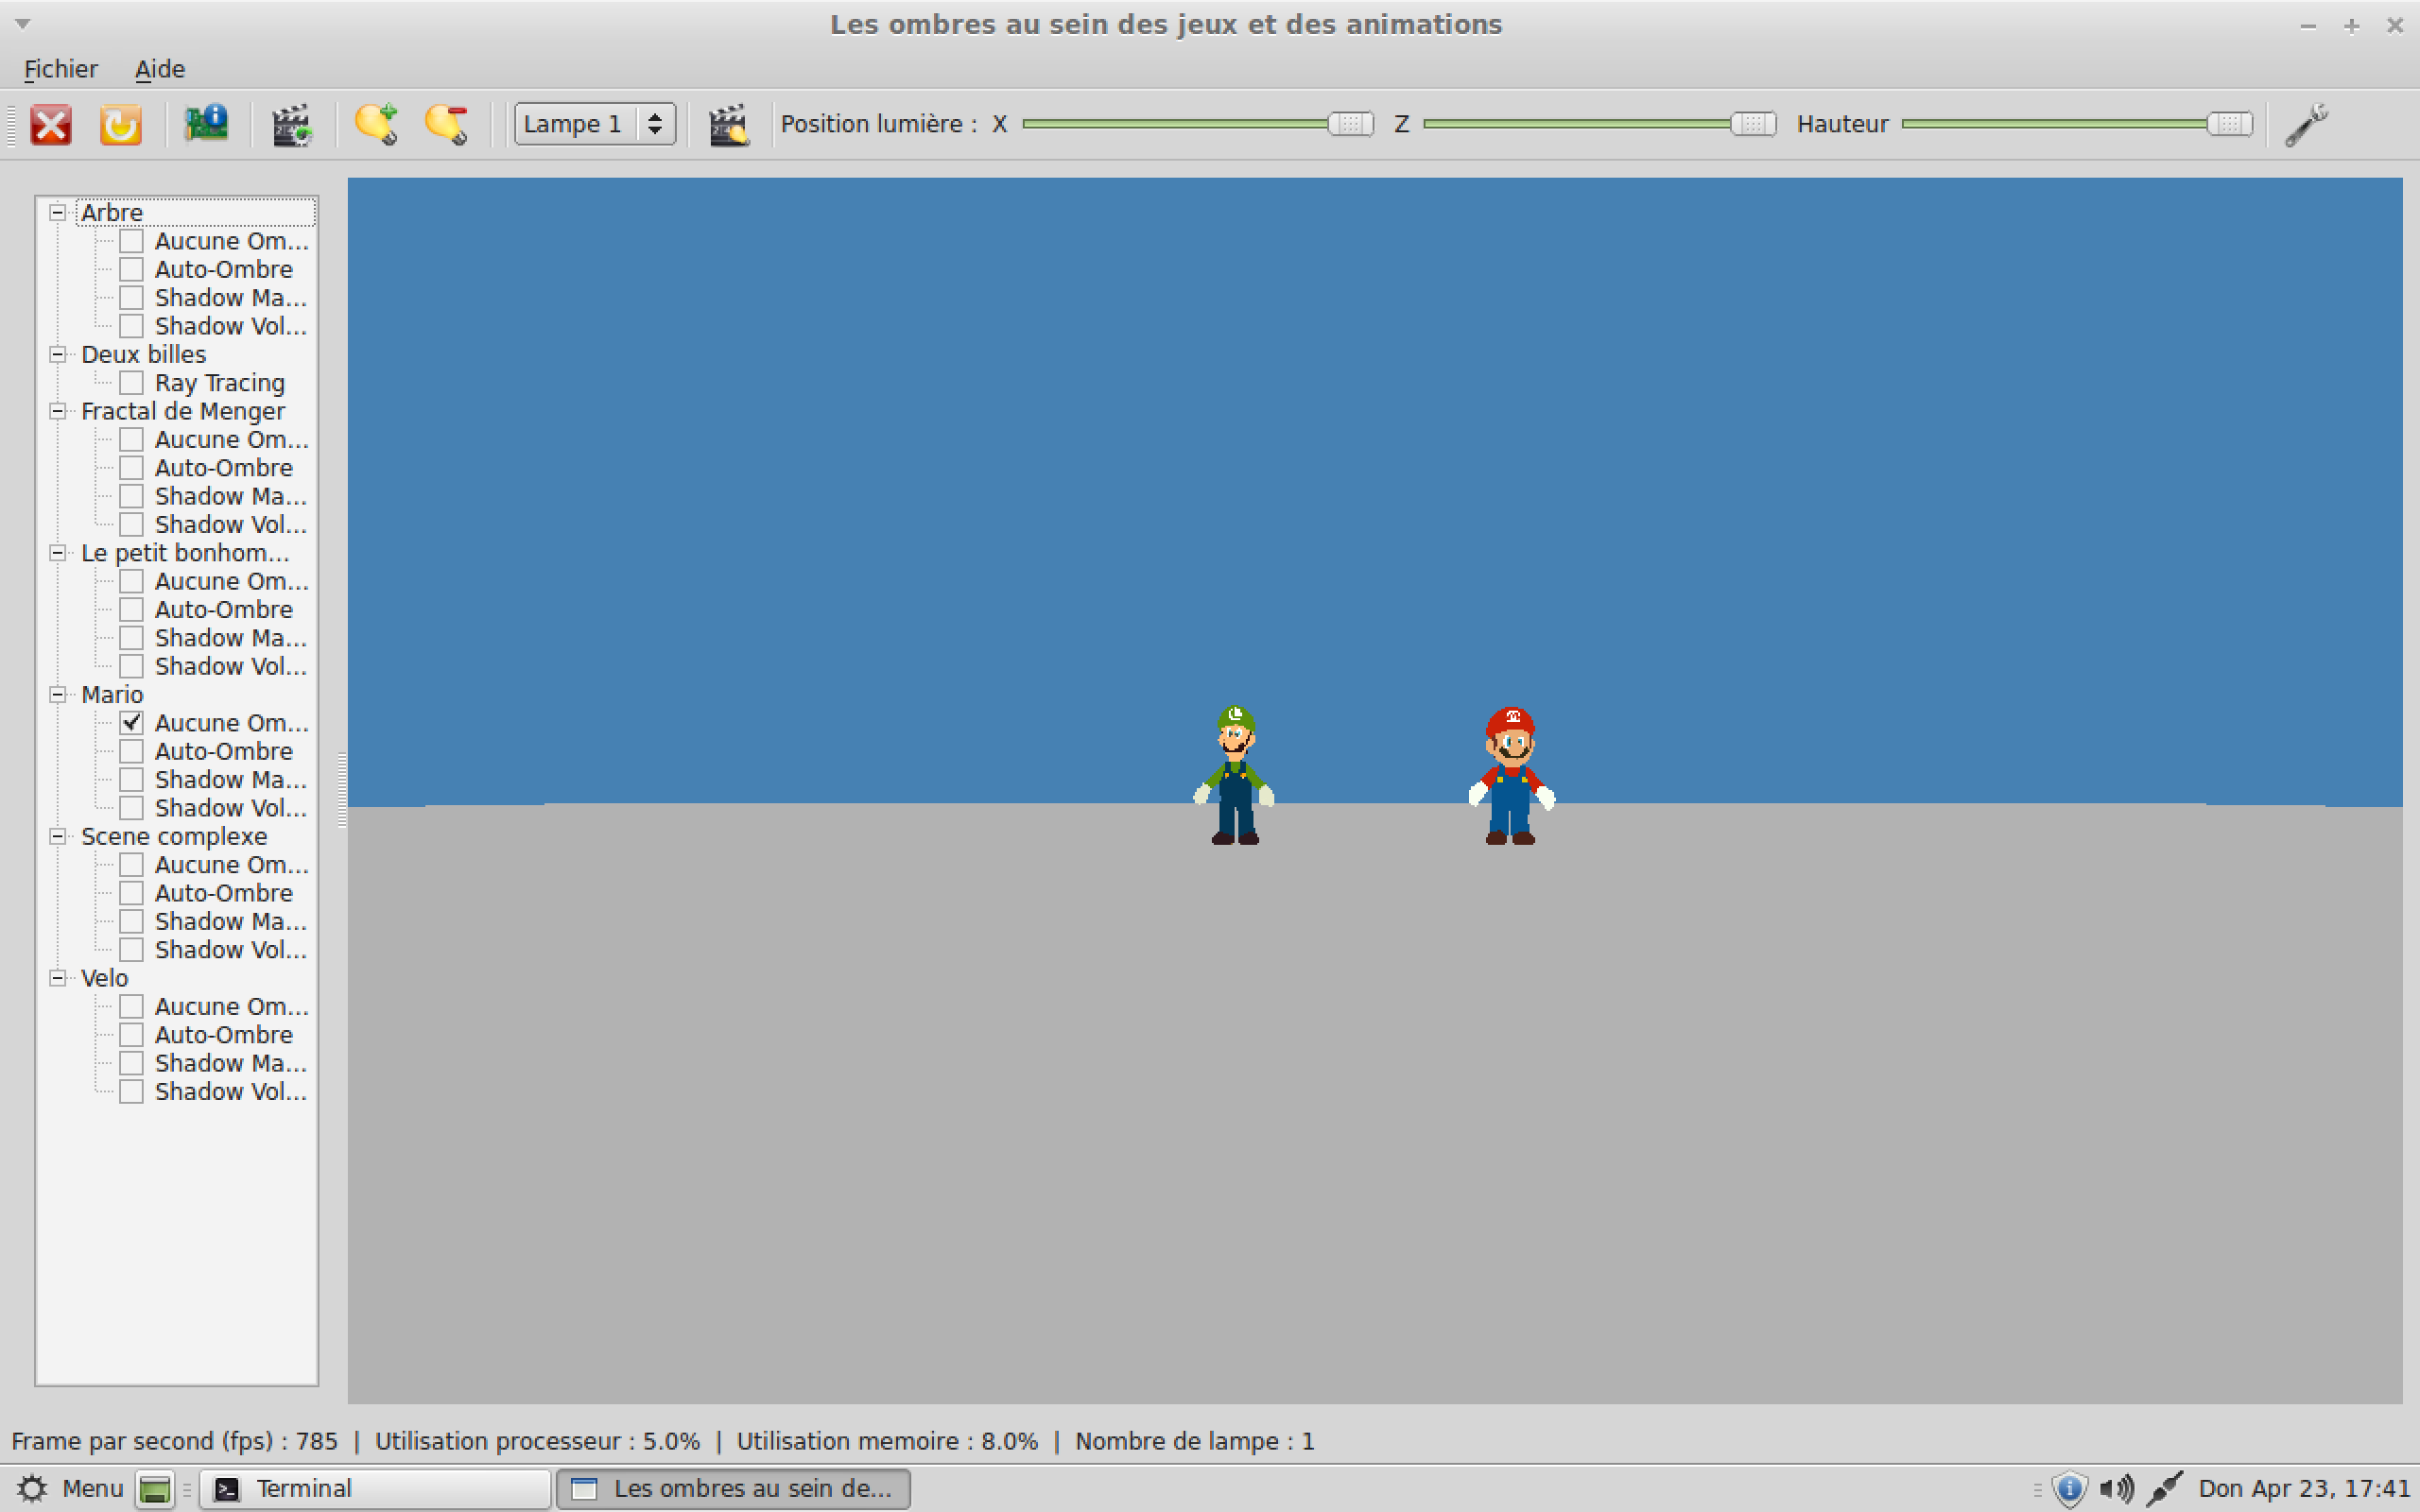 Les ombres au sein des jeux et des animations
Fichier Aide
Lampe 1 Position lumière : X Z Hauteur
Arbre
Aucune Om...
Auto-Ombre
Shadow Ma...
Shadow Vol...
Deux billes
Ray Tracing
Fractal de Menger
Aucune Om...
Auto-Ombre
Shadow Ma...
Shadow Vol...
Le petit bonhom...
Aucune Om...
Auto-Ombre
Shadow Ma...
Shadow Vol...
Mario
Aucune Om...
Auto-Ombre
Shadow Ma...
Shadow Vol...
Scene complexe
Aucune Om...
Auto-Ombre
Shadow Ma...
Shadow Vol...
Velo
Aucune Om...
Auto-Ombre
Shadow Ma...
Shadow Vol...
L M
Frame par second (fps) : 785 | Utilisation processeur : 5.0% | Utilisation memoire : 8.0% | Nombre de lampe : 1
Menu Terminal Les ombres au sein de... Don Apr 23, 17:41